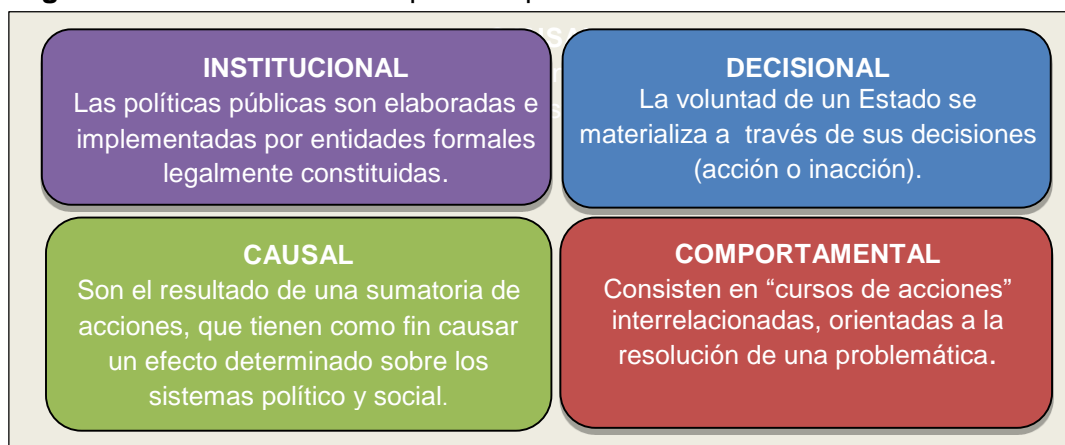 INSTITUCIONAL
Las políticas públicas son elaboradas e
implementadas por entidades formales
legalmente constituidas.
DECISIONAL
La voluntad de un Estado se
materializa a través de sus decisiones
(acción o inacción).
CAUSAL
Son el resultado de una sumatoria de
acciones, que tienen como fin causar
un efecto determinado sobre los
sistemas político y social.
COMPORTAMENTAL
Consisten en “cursos de acciones”
interrelacionadas, orientadas a la
resolución de una problemática.